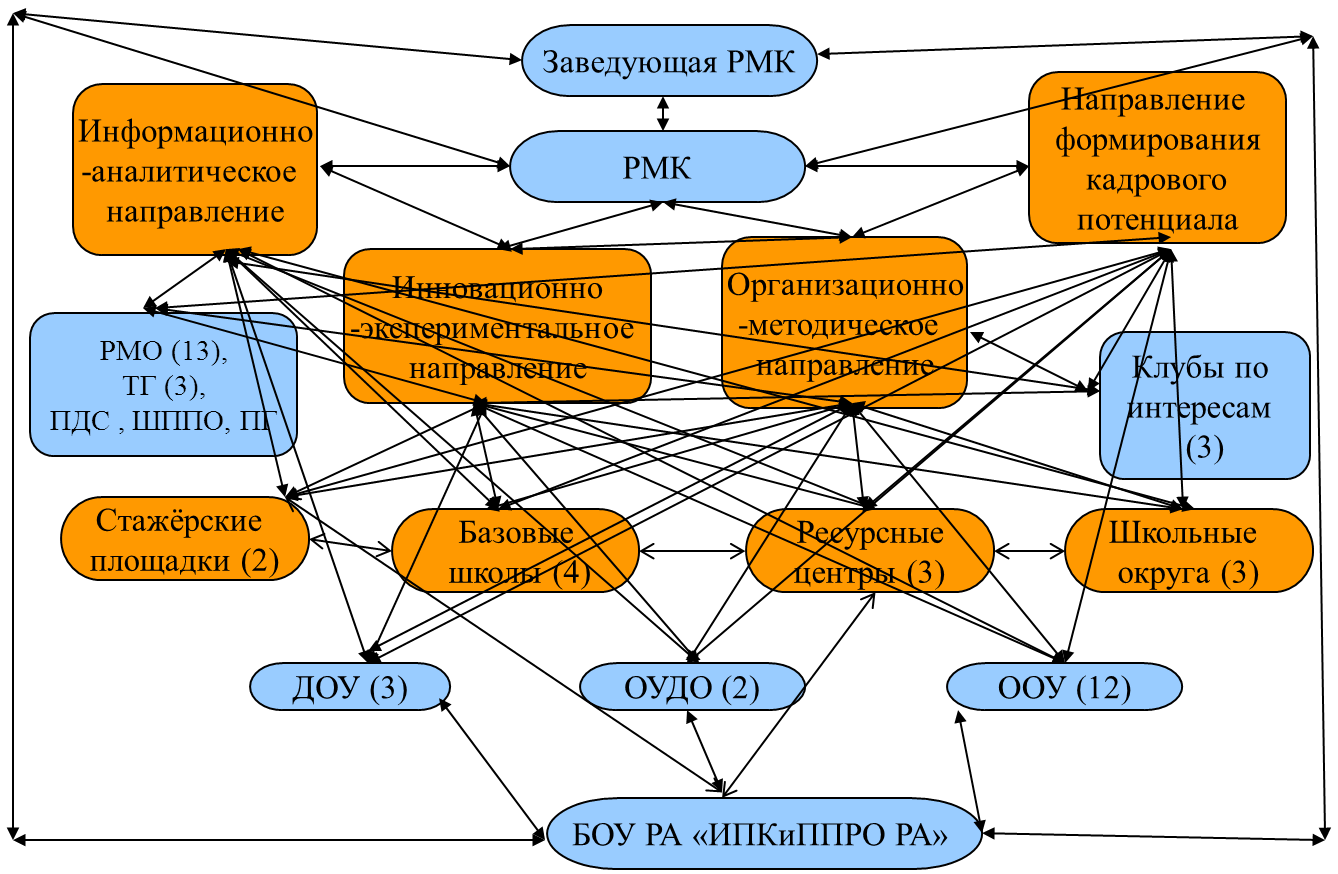 Заведующая РМК
РМК
Информационно
-аналитическое
направление
Направление
формирования
кадрового
потенциала
Инновационно
-экспериментальное
направление
Организационно
-методическое
направление
РМО (13),
ТГ (3),
ПДС , ШППО, ПГ
Клубы по
интересам
(3)
Стажёрские
площадки (2)
Базовые
школы (4)
Ресурсные
центры (3)
Школьные
округа (3)
ДОУ (3)
ОУДО (2)
ООУ (12)
БОУ РА «ИПКиППРО РА»